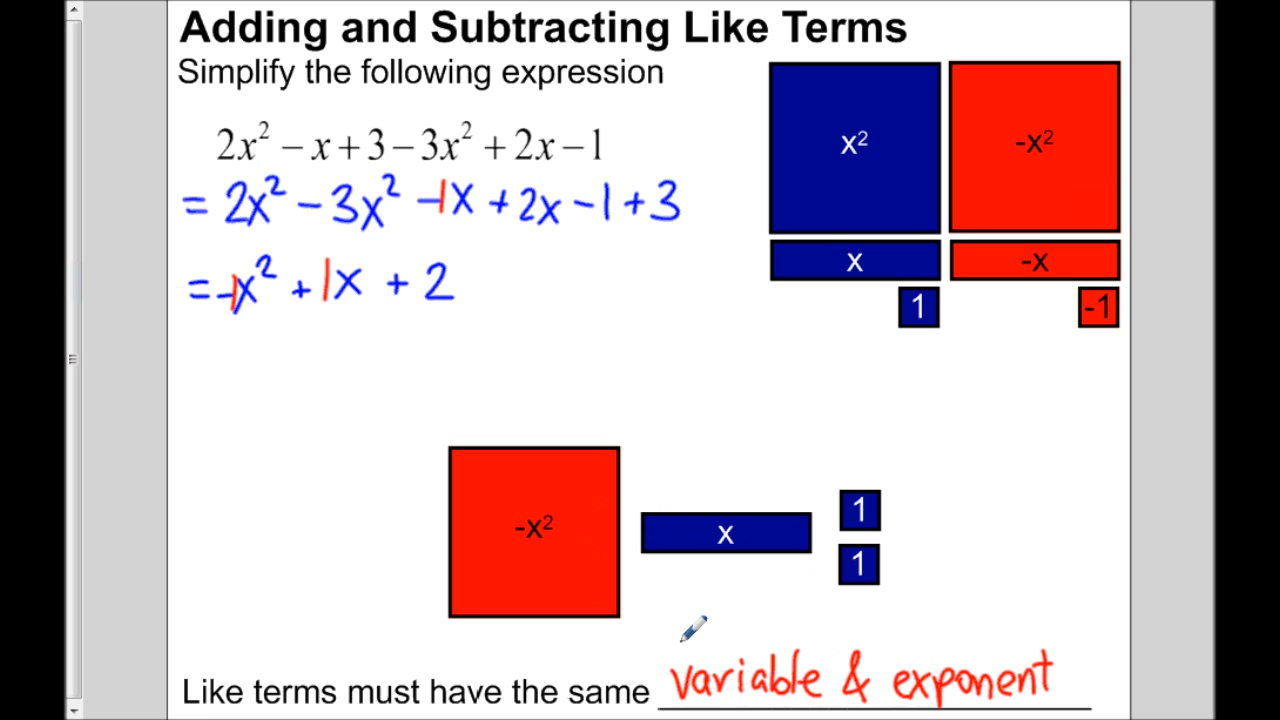 Adding and Subtracting Like Terms
Simplify the following expression
2x² − x + 3 − 3x² + 2x − 1
= 2x² − 3x² − 1x + 2x − 1 + 3
= −1x² + 1x + 2
x² -x²
x -x
1 -1
-x² x 1
1
Like terms must have the same variable & exponent